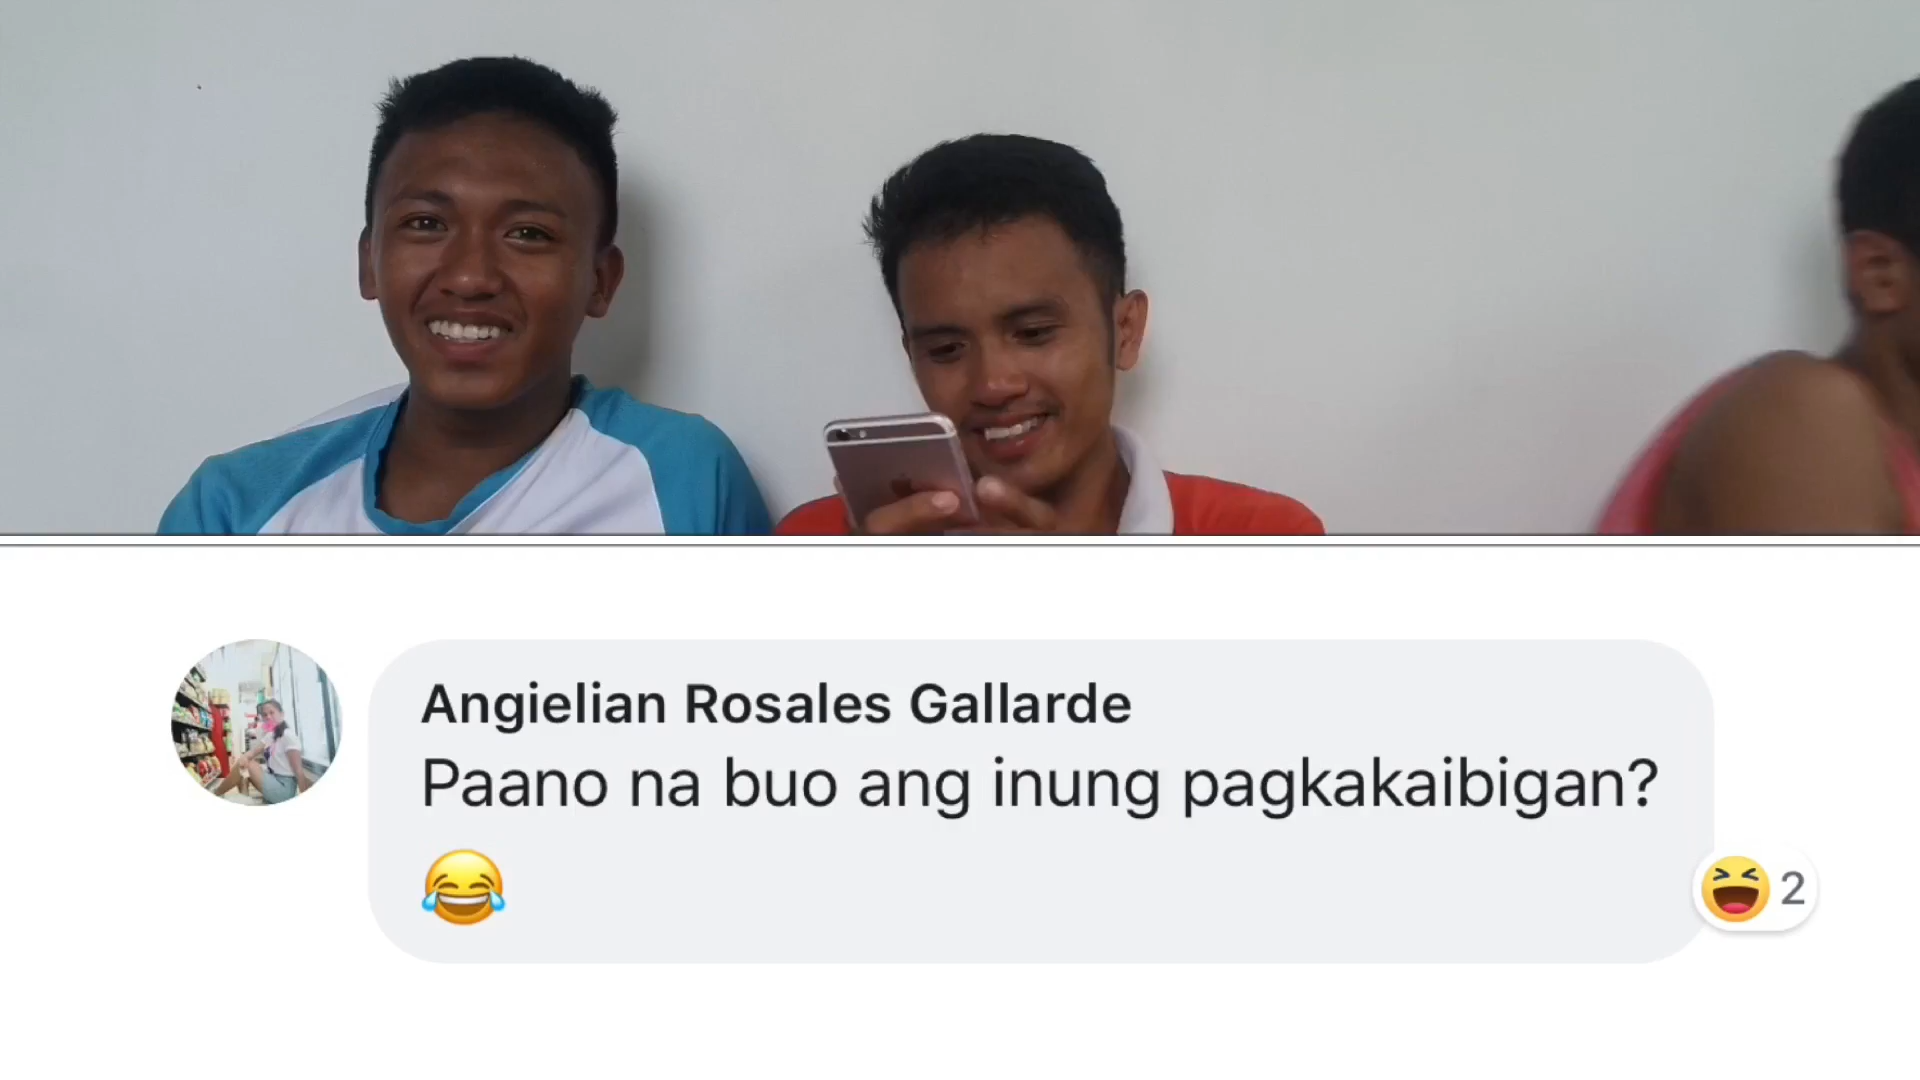 Angielian Rosales Gallarde
Paano na buo ang inung pagkakaibigan?
😂
2